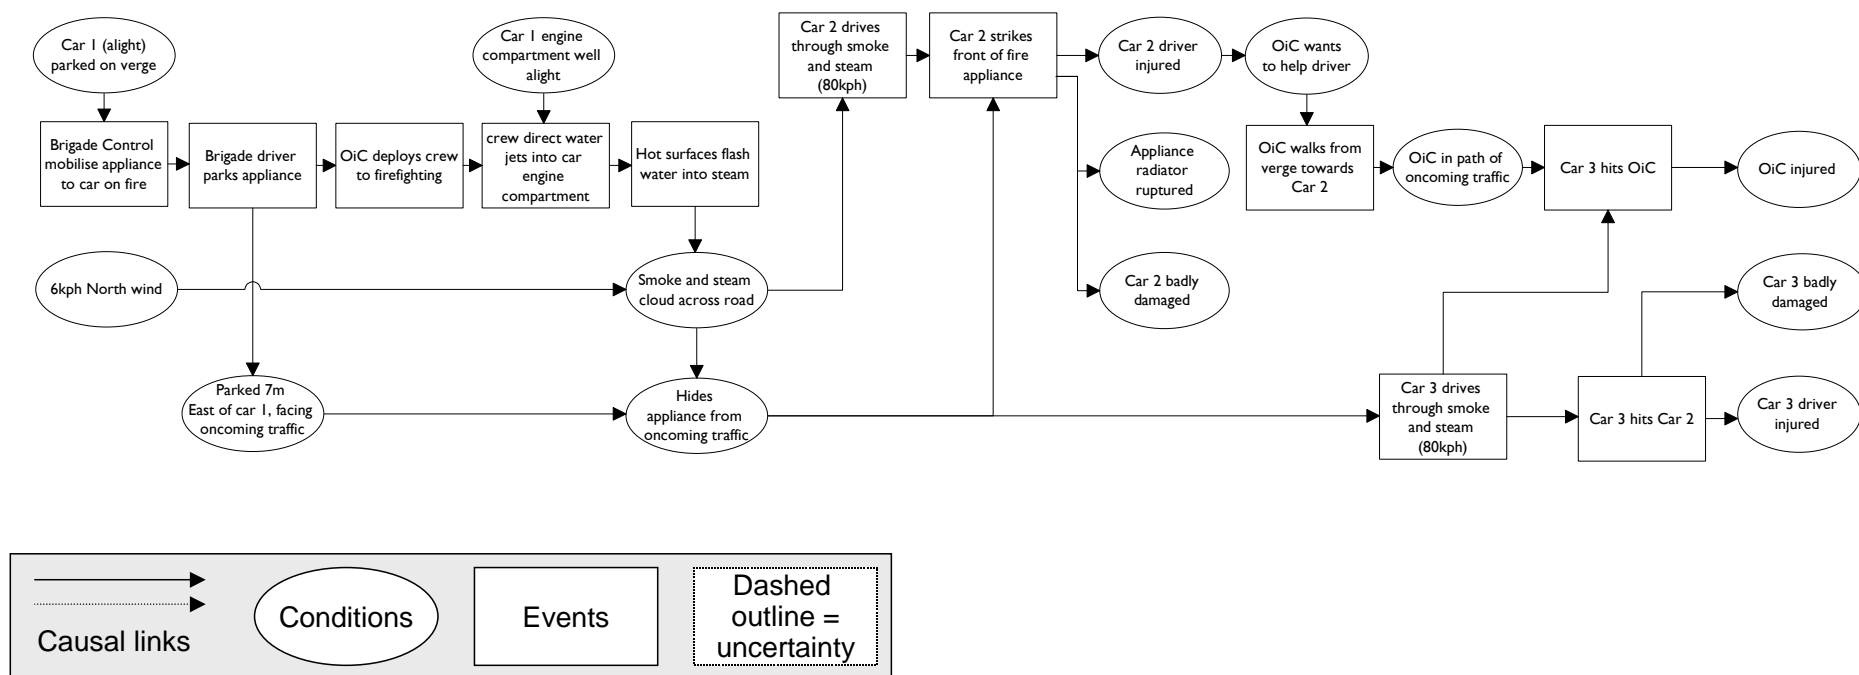 Car 1 (alight)
parked on verge
Car 1 engine
compartment well
alight
Car 2 drives
through smoke
and steam
(80kph)
Car 2 strikes
front of fire
appliance
Car 2 driver
injured
OiC wants
to help driver
Brigade Control
mobilise appliance
to car on fire
Brigade driver
parks appliance
OiC deploys crew
to firefighting
crew direct water
jets into car
engine
compartment
Hot surfaces flash
water into steam
Appliance
radiator
ruptured
OiC walks from
verge towards
Car 2
OiC in path of
oncoming traffic
Car 3 hits OiC
OiC injured
6kph North wind
Smoke and steam
cloud across road
Car 2 badly
damaged
Car 3 badly
damaged
Parked 7m
East of car 1, facing
oncoming traffic
Hides
appliance from
oncoming traffic
Car 3 drives
through smoke
and steam
(80kph)
Car 3 hits Car 2
Car 3 driver
injured
Causal links
Conditions
Events
Dashed
outline =
uncertainty